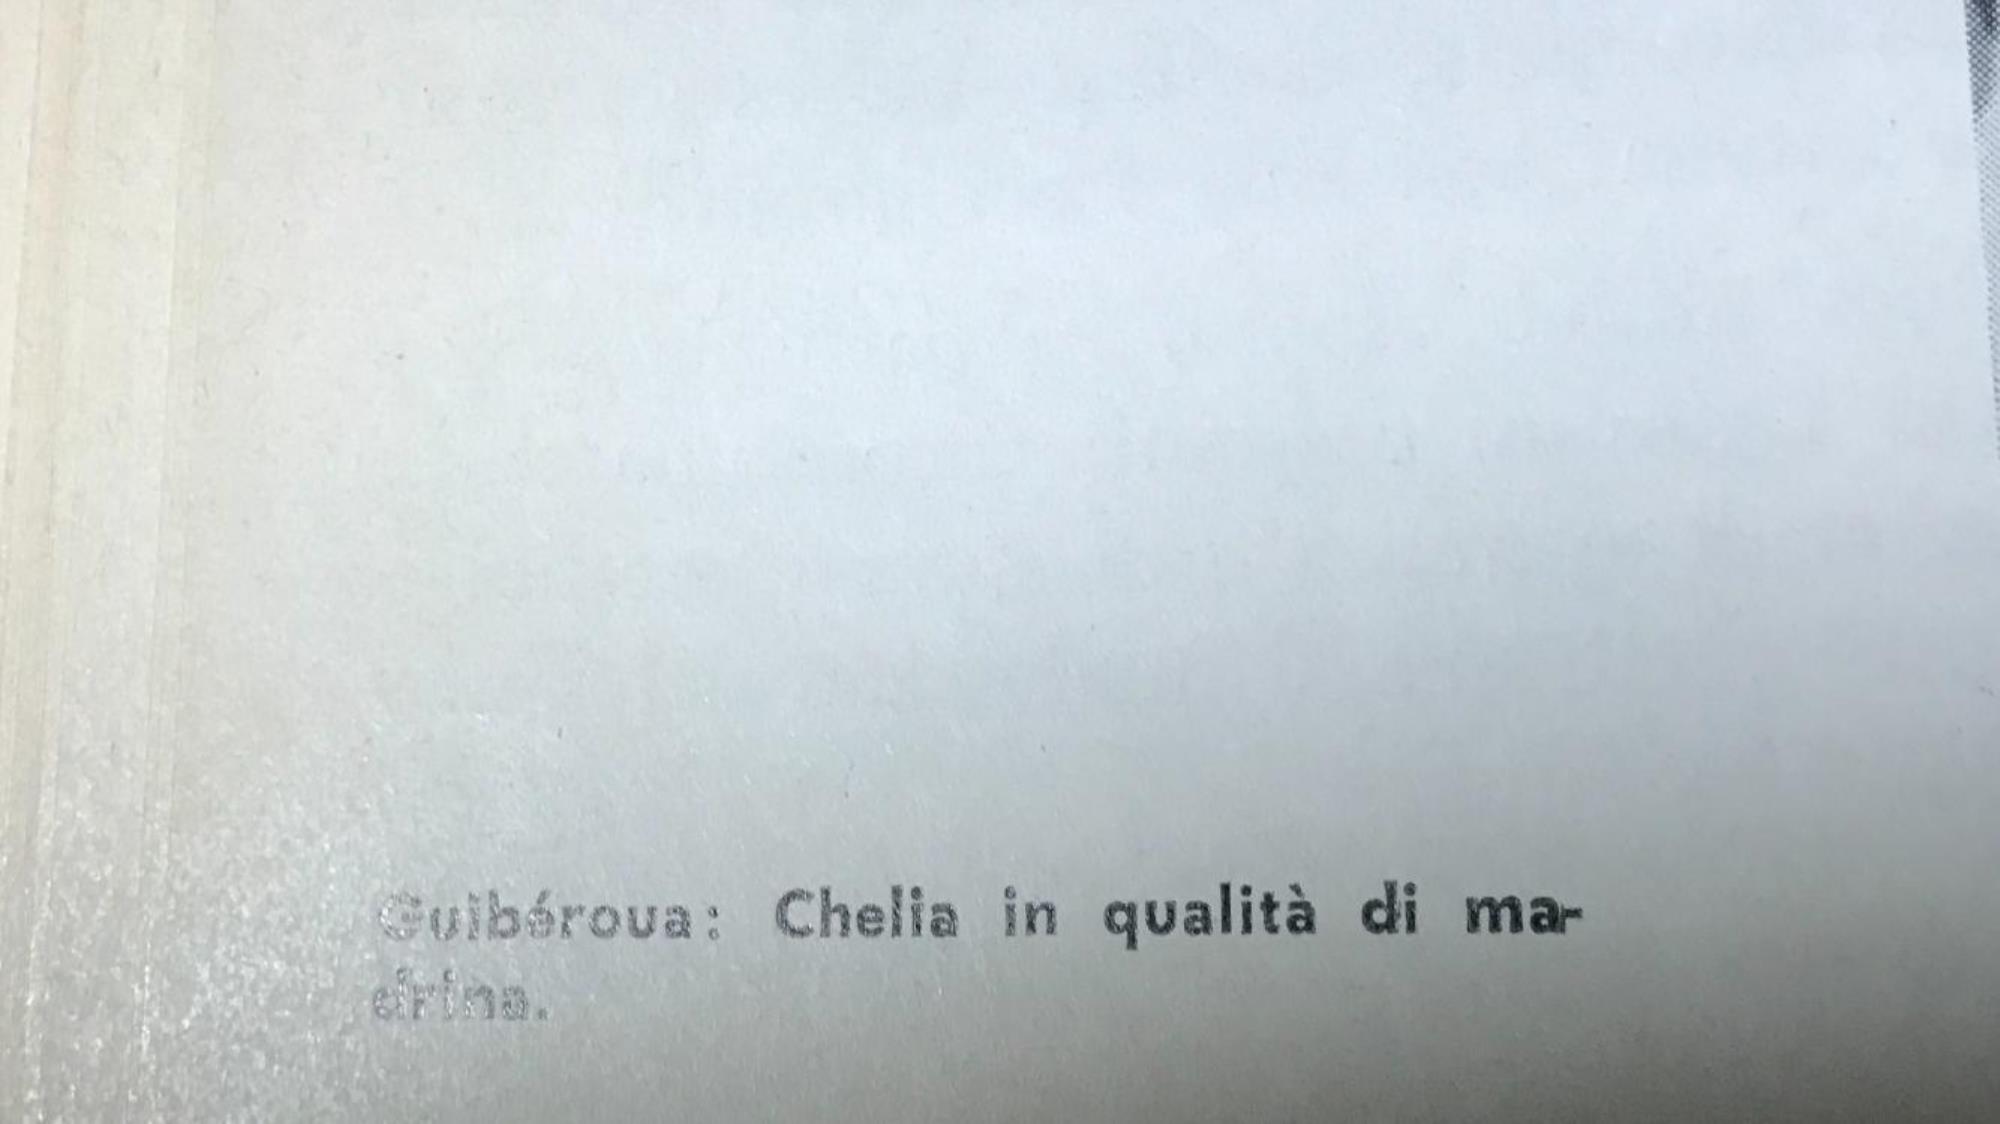 Guibéroua: Chelia in qualità di ma-
drina.